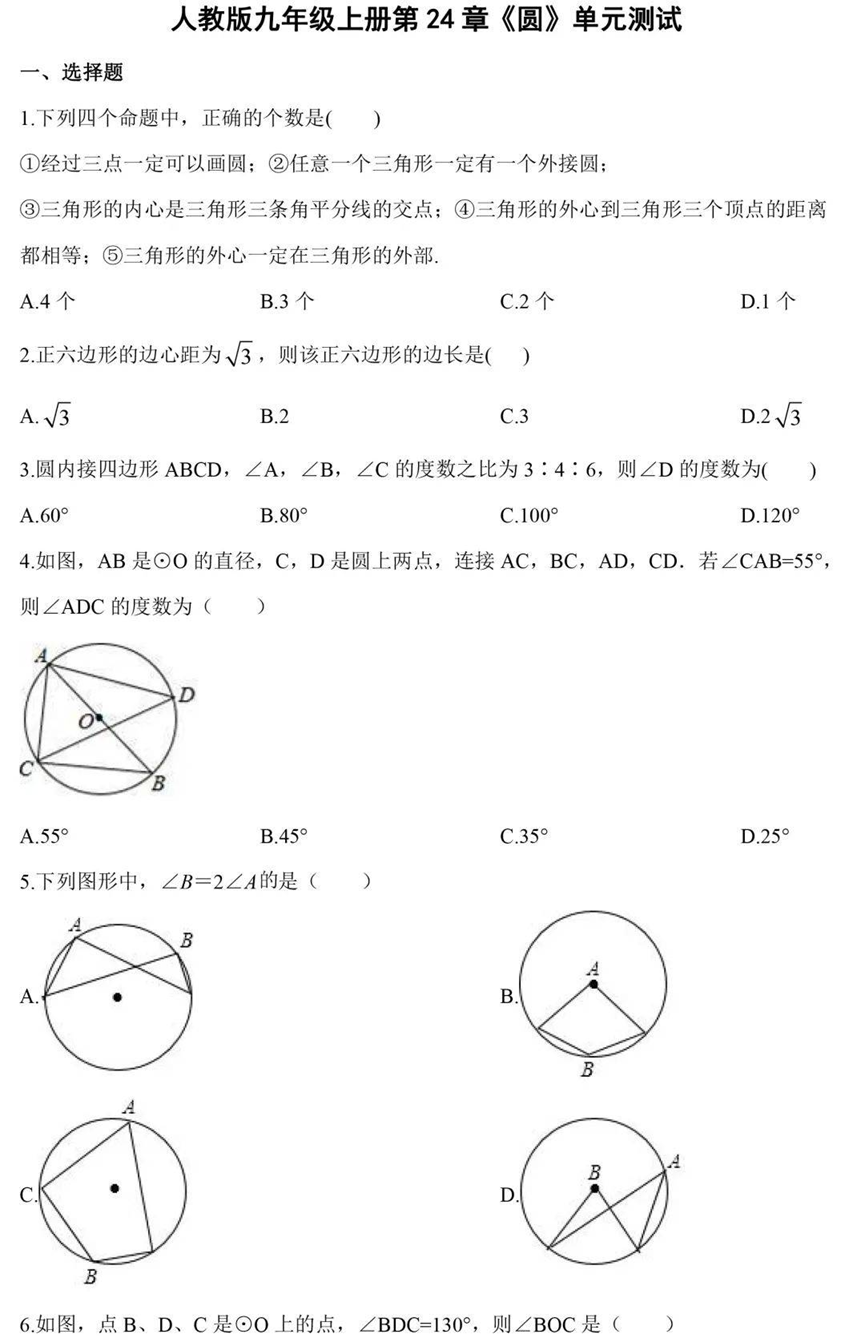 人教版九年级上册第 24 章《圆》单元测试
一、选择题
1.下列四个命题中，正确的个数是(　　)
①经过三点一定可以画圆；②任意一个三角形一定有一个外接圆；
③三角形的内心是三角形三条角平分线的交点；④三角形的外心到三角形三个顶点的距离
都相等；⑤三角形的外心一定在三角形的外部.
A.4 个 B.3 个 C.2 个 D.1 个
2.正六边形的边心距为√3，则该正六边形的边长是(　　)
A.√3 B.2 C.3 D.2√3
3.圆内接四边形 ABCD，∠A，∠B，∠C 的度数之比为 3∶4∶6，则∠D 的度数为(　　)
A.60° B.80° C.100° D.120°
4.如图，AB 是⊙O 的直径，C，D 是圆上两点，连接 AC，BC，AD，CD．若∠CAB=55°，
则∠ADC 的度数为（　　）
A
D
O
C
B
A.55° B.45° C.35° D.25°
5.下列图形中，∠B＝2∠A的是（　　）
A
B
A.
A
B.
B
A
C.
B
A
B
D.
6.如图，点 B、D、C 是⊙O 上的点，∠BDC=130°，则∠BOC 是（　　）